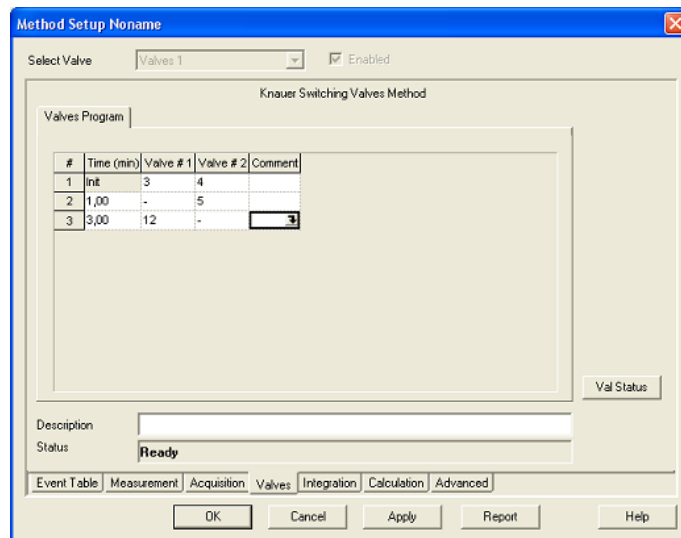 Method Setup Noname
Select Valve Valves 1 Enabled
Knauer Switching Valves Method
Valves Program
# Time (min) Valve # 1 Valve # 2 Comment
1 Init 3 4
2 1,00 - 5
3 3,00 12 -
Val Status
Description
Status Ready
Event Table Measurement Acquisition Valves Integration Calculation Advanced
OK Cancel Apply Report Help